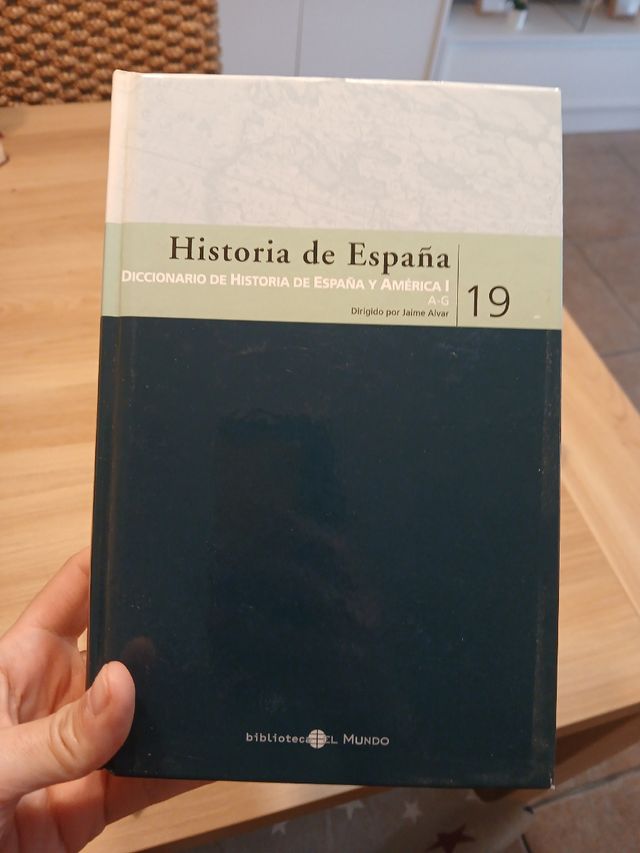 Historia de España
DICCIONARIO DE HISTORIA DE ESPAÑA Y AMÉRICA I
A-G
Dirigido por Jaime Alvar
19
biblioteca EL MUNDO